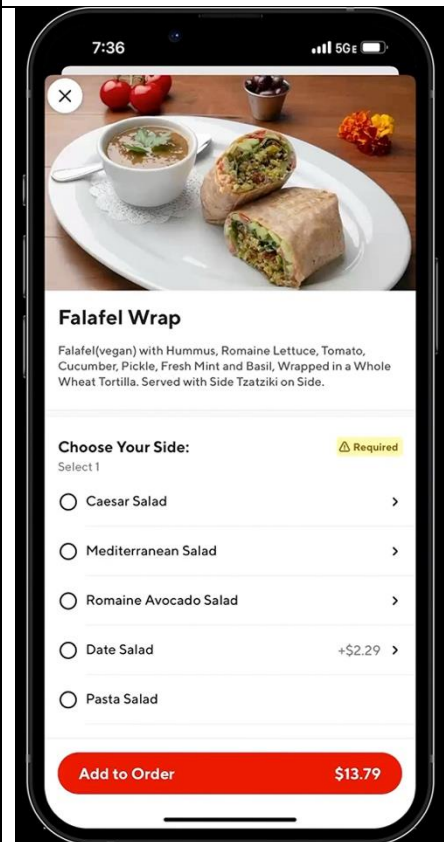 7:36 5GE
Falafel Wrap
Falafel(vegan) with Hummus, Romaine Lettuce, Tomato,
Cucumber, Pickle, Fresh Mint and Basil, Wrapped in a Whole
Wheat Tortilla. Served with Side Tzatziki on Side.
Choose Your Side: Required
Select 1
Caesar Salad
Mediterranean Salad
Romaine Avocado Salad
Date Salad +$2.29
Pasta Salad
Add to Order $13.79